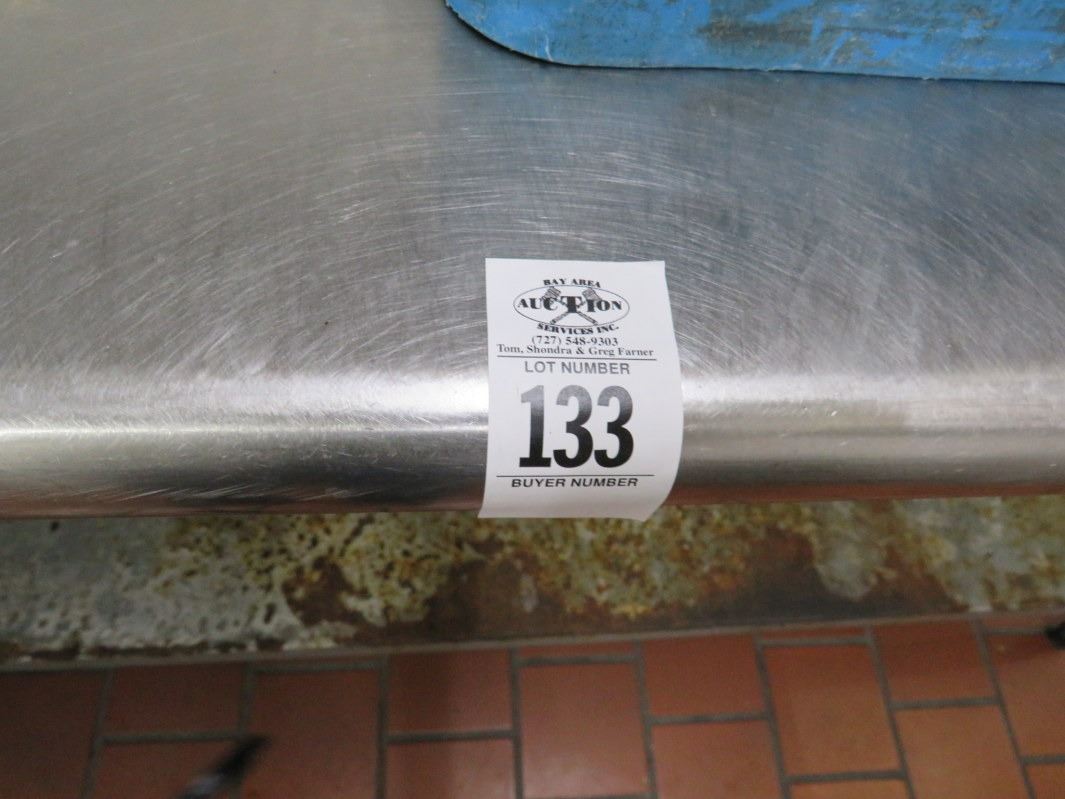 BAY AREA
AUCTION
SERVICES INC.
(727) 548-9303
Tom, Shondra & Greg Farner
LOT NUMBER
133
BUYER NUMBER